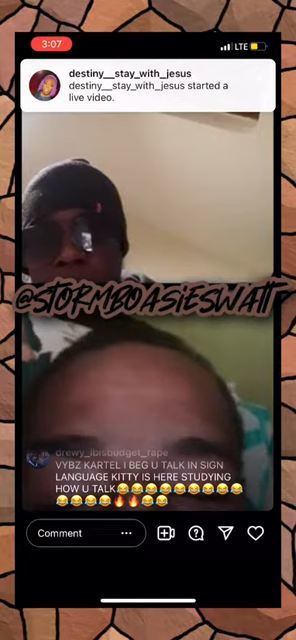 3:07
LTE
destiny__stay_with_jesus
destiny__stay_with_jesus started a
live video.
@STORMBOASIESWATT
drewy_ibisbudget_rape
VYBZ KARTEL I BEG U TALK IN SIGN
LANGUAGE KITTY IS HERE STUDYING
HOW U TALK😂😂😂😂😂😂😂😂😂
😂😂😂😂🔥🔥😂😂
Comment